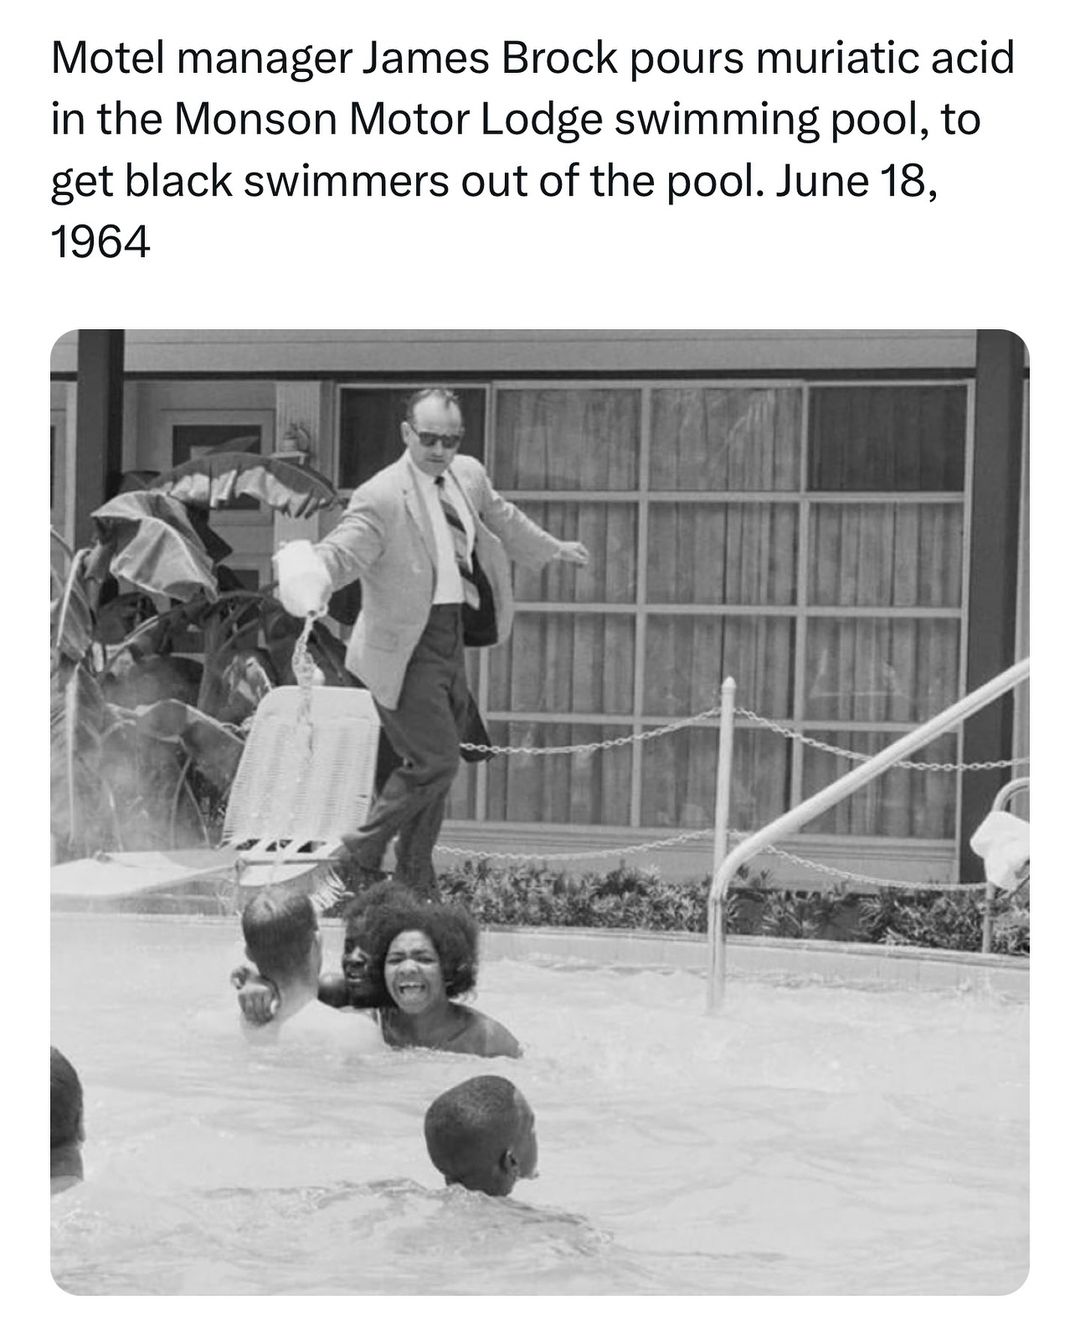 Motel manager James Brock pours muriatic acid
in the Monson Motor Lodge swimming pool, to
get black swimmers out of the pool. June 18,
1964